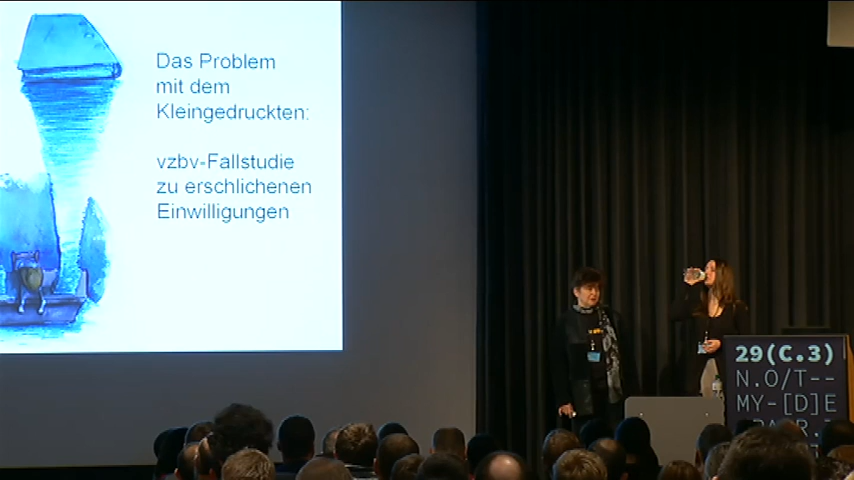 Das Problem
mit dem
Kleingedruckten:
vzbv-Fallstudie
zu erschlichenen
Einwilligungen
29(C.3)
N.O/T--
MY-[D]E